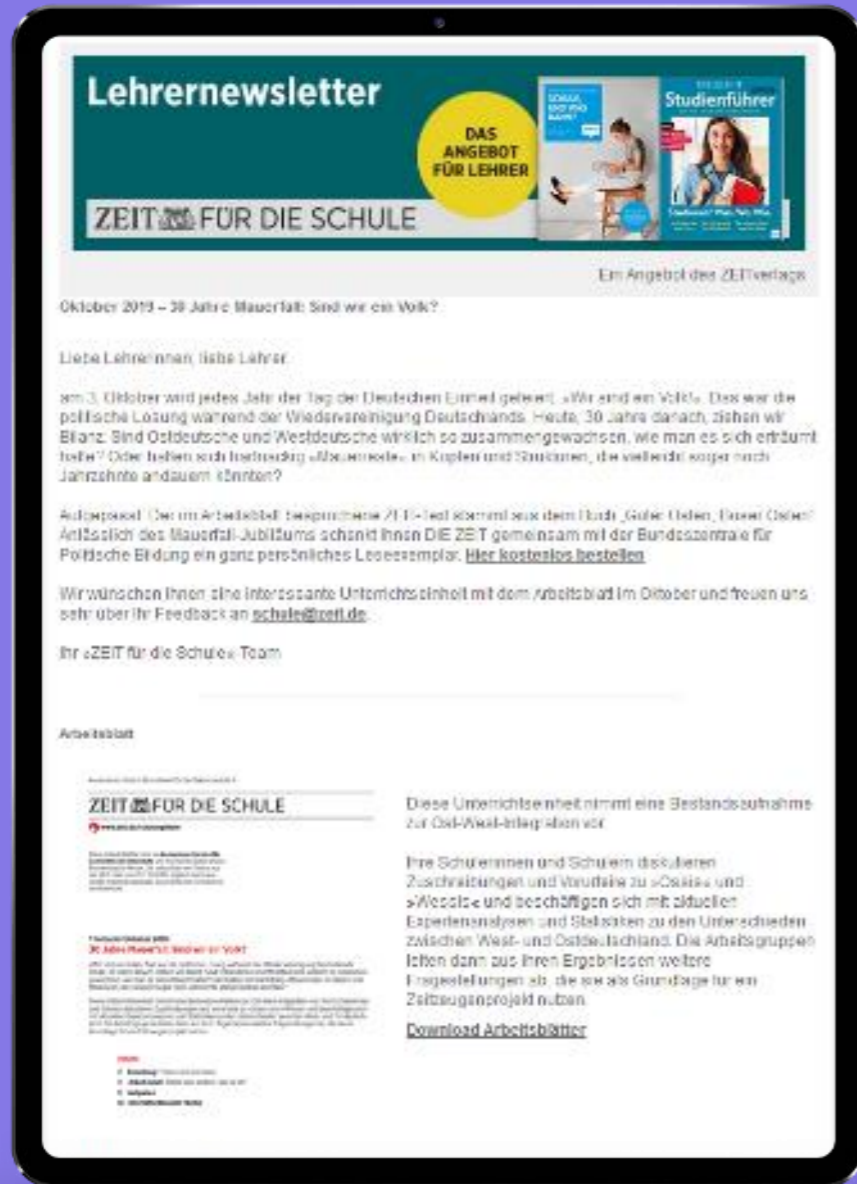 Lehrernewsletter
DAS
ANGEBOT
FÜR LEHRER
Studienführer
ZEIT FÜR DIE SCHULE
Ein Angebot des ZEITverlags
Oktober 2019 – 30 Jahre Mauerfall: Sind wir ein Volk?
Liebe Lehrerinnen, liebe Lehrer,
am 3. Oktober wird jedes Jahr der Tag der Deutschen Einheit gefeiert. »Wir sind ein Volk!«. Das war die
politische Losung während der Wiedervereinigung Deutschlands. Heute, 30 Jahre danach, ziehen wir
Bilanz: Sind Ostdeutsche und Westdeutsche wirklich so zusammengewachsen, wie man es sich erträumt
hatte? Oder halten sich hartnäckig »Mauerreste« in Köpfen und Strukturen, die vielleicht sogar noch
Jahrzehnte andauern könnten?
Aufgepasst: Der im Arbeitsblatt besprochene ZEIT-Text stammt aus dem Buch „Guter Osten, Böser Osten“.
Anlässlich des Mauerfall-Jubiläums schenkt Ihnen DIE ZEIT gemeinsam mit der Bundeszentrale für
Politische Bildung ein ganz persönliches Leseexemplar. Hier kostenlos bestellen
Wir wünschen Ihnen eine interessante Unterrichtseinheit mit dem Arbeitsblatt im Oktober und freuen uns
sehr über Ihr Feedback an schule@zeit.de.
Ihr »ZEIT für die Schule«-Team
Arbeitsblatt
ZEIT FÜR DIE SCHULE
30 Jahre Mauerfall: Sind wir ein Volk?
Diese Unterrichtseinheit nimmt eine Bestandsaufnahme
zur Ost-West-Integration vor.
Ihre Schülerinnen und Schülern diskutieren
Zuschreibungen und Vorurteile zu »Ossis« und
»Wessis« und beschäftigen sich mit aktuellen
Expertenanalysen und Statistiken zu den Unterschieden
zwischen West- und Ostdeutschland. Die Arbeitsgruppen
leiten dann aus ihren Ergebnissen weitere
Fragestellungen ab, die sie als Grundlage für ein
Zeitzeugenprojekt nutzen.
Download Arbeitsblätter